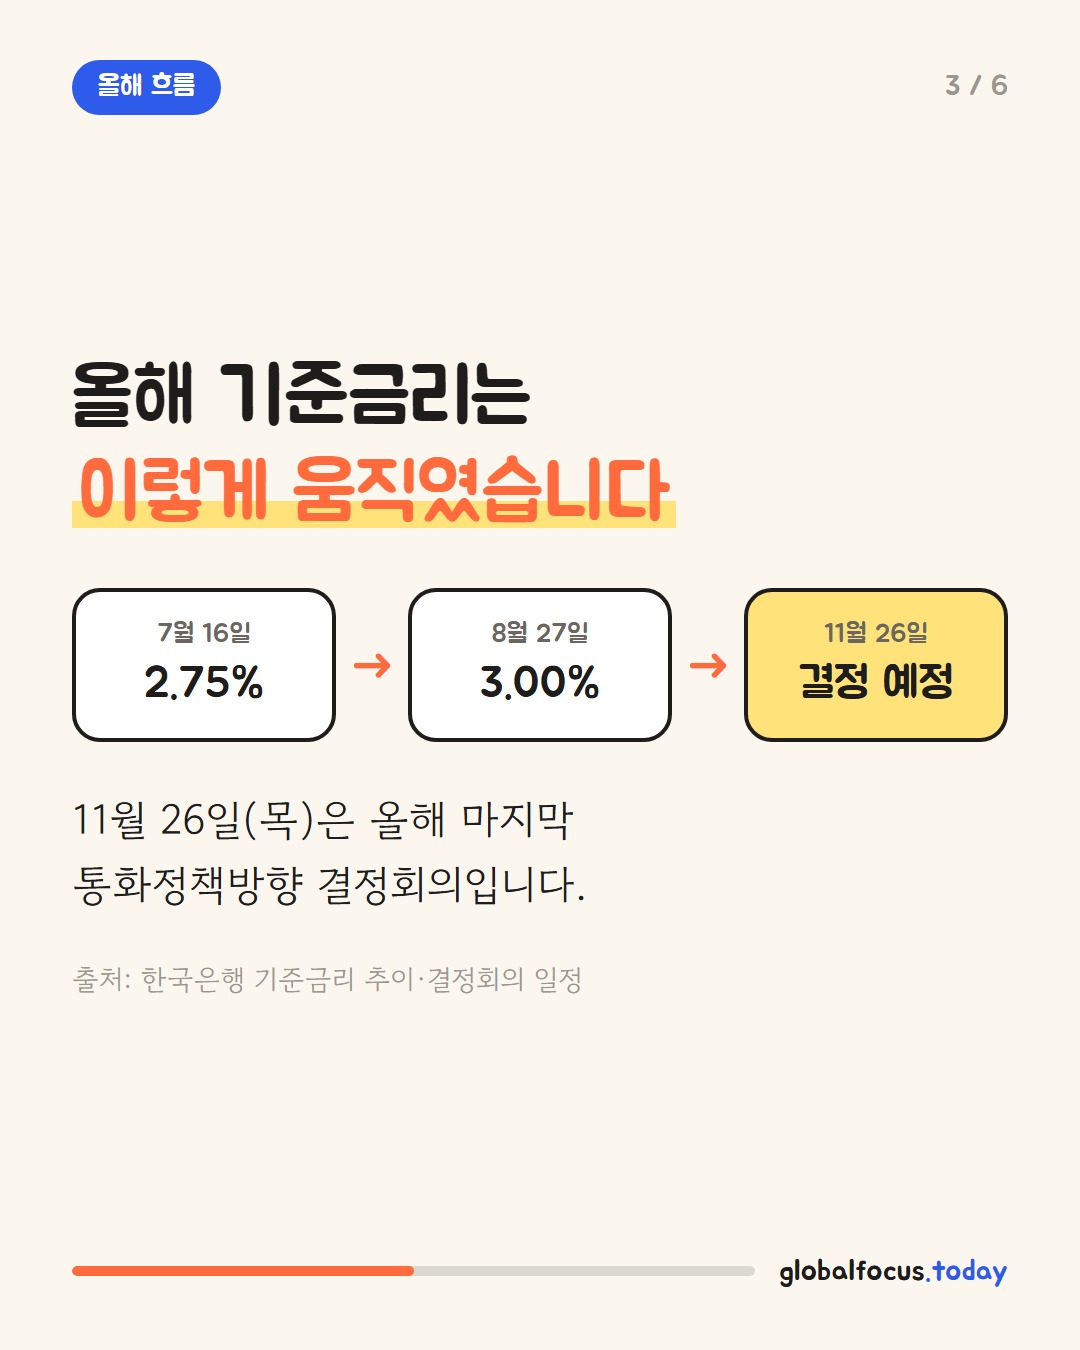 올해 흐름
3 / 6
올해 기준금리는
이렇게 움직였습니다
7월 16일
2.75%
→
8월 27일
3.00%
→
11월 26일
결정 예정
11월 26일(목)은 올해 마지막
통화정책방향 결정회의입니다.
출처: 한국은행 기준금리 추이·결정회의 일정
globalfocus.today